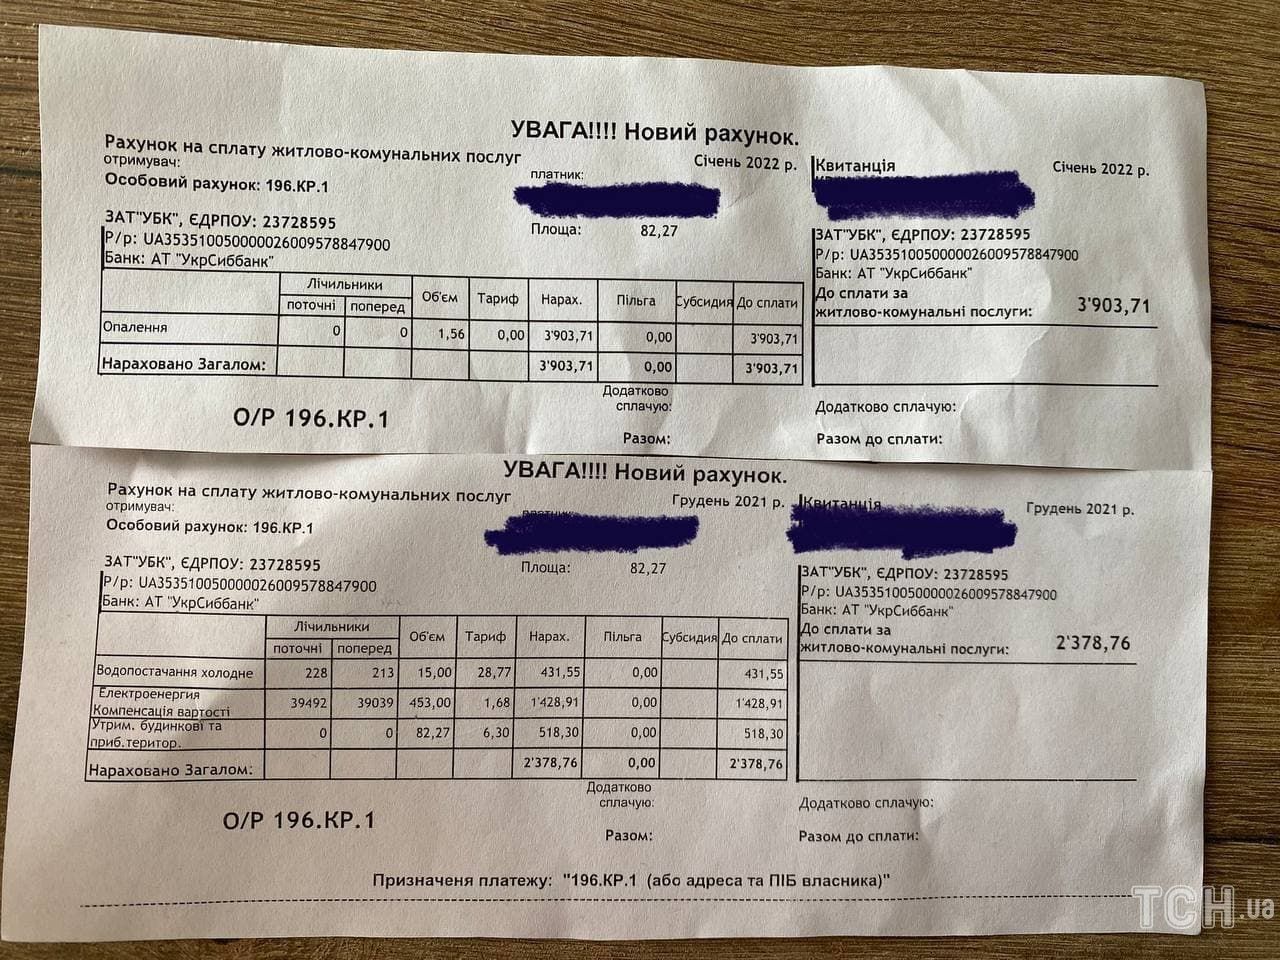 УВАГА!!!! Новий рахунок.
Рахунок на сплату житлово-комунальних послуг
Січень 2022 р.
отримувач:
платник:
Особовий рахунок: 196.КР.1
ЗАТ"УБК", ЄДРПОУ: 23728595
Площа: 82,27
Р/р: UA353510050000026009578847900
Банк: АТ "УкрСиббанк"
Лічильники Об'єм Тариф Нарах. Пільга Субсидия До сплати
поточні поперед
Опалення 0 0 1,56 0,00 3'903,71 0,00 3'903,71
Нараховано Загалом: 3'903,71 0,00 3'903,71
Додатково
сплачую:
О/Р 196.КР.1
Разом:
Квитанція Січень 2022 р.
ЗАТ"УБК", ЄДРПОУ: 23728595
Р/р: UA353510050000026009578847900
Банк: АТ "УкрСиббанк"
До сплати за
житлово-комунальні послуги: 3'903,71
Додатково сплачую:
Разом до сплати:
УВАГА!!!! Новий рахунок.
Рахунок на сплату житлово-комунальних послуг
Грудень 2021 р.
отримувач:
платник:
Особовий рахунок: 196.КР.1
ЗАТ"УБК", ЄДРПОУ: 23728595
Площа: 82,27
Р/р: UA353510050000026009578847900
Банк: АТ "УкрСиббанк"
Лічильники Об'єм Тариф Нарах. Пільга Субсидия До сплати
поточні поперед
Водопостачання холодне 228 213 15,00 28,77 431,55 0,00 431,55
Електроенергия
Компенсація вартості 39492 39039 453,00 1,68 1'428,91 0,00 1'428,91
Утрим. будинкові та
приб.територ. 0 0 82,27 6,30 518,30 0,00 518,30
Нараховано Загалом: 2'378,76 0,00 2'378,76
Додатково
сплачую:
О/Р 196.КР.1
Разом:
Квитанція Грудень 2021 р.
ЗАТ"УБК", ЄДРПОУ: 23728595
Р/р: UA353510050000026009578847900
Банк: АТ "УкрСиббанк"
До сплати за
житлово-комунальні послуги: 2'378,76
Додатково сплачую:
Разом до сплати:
Призначеня платежу: "196.КР.1 (або адреса та ПІБ власника)"
ТСН.ua